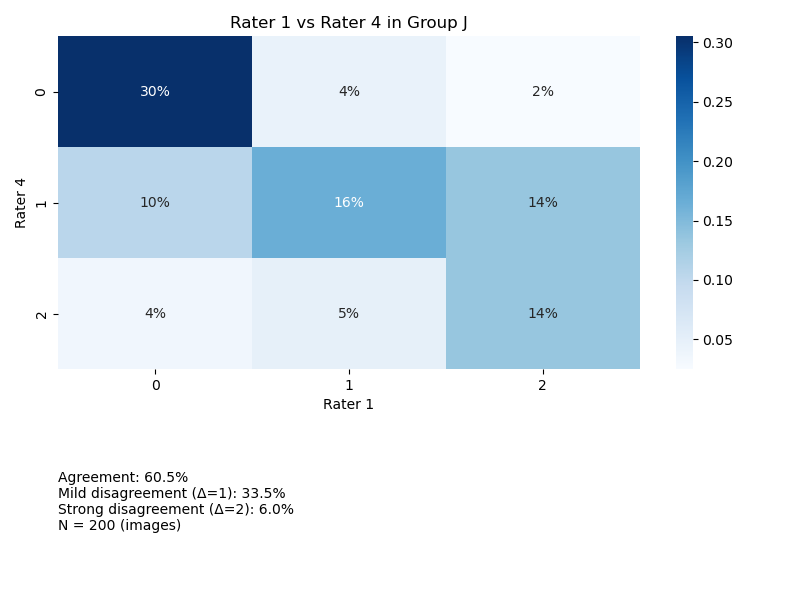 Rater 1 vs Rater 4 in Group J
0 30% 4% 2%
1 10% 16% 14%
2 4% 5% 14%
0 1 2
Rater 1
Rater 4
0.30
0.25
0.20
0.15
0.10
0.05
Agreement: 60.5%
Mild disagreement (Δ=1): 33.5%
Strong disagreement (Δ=2): 6.0%
N = 200 (images)